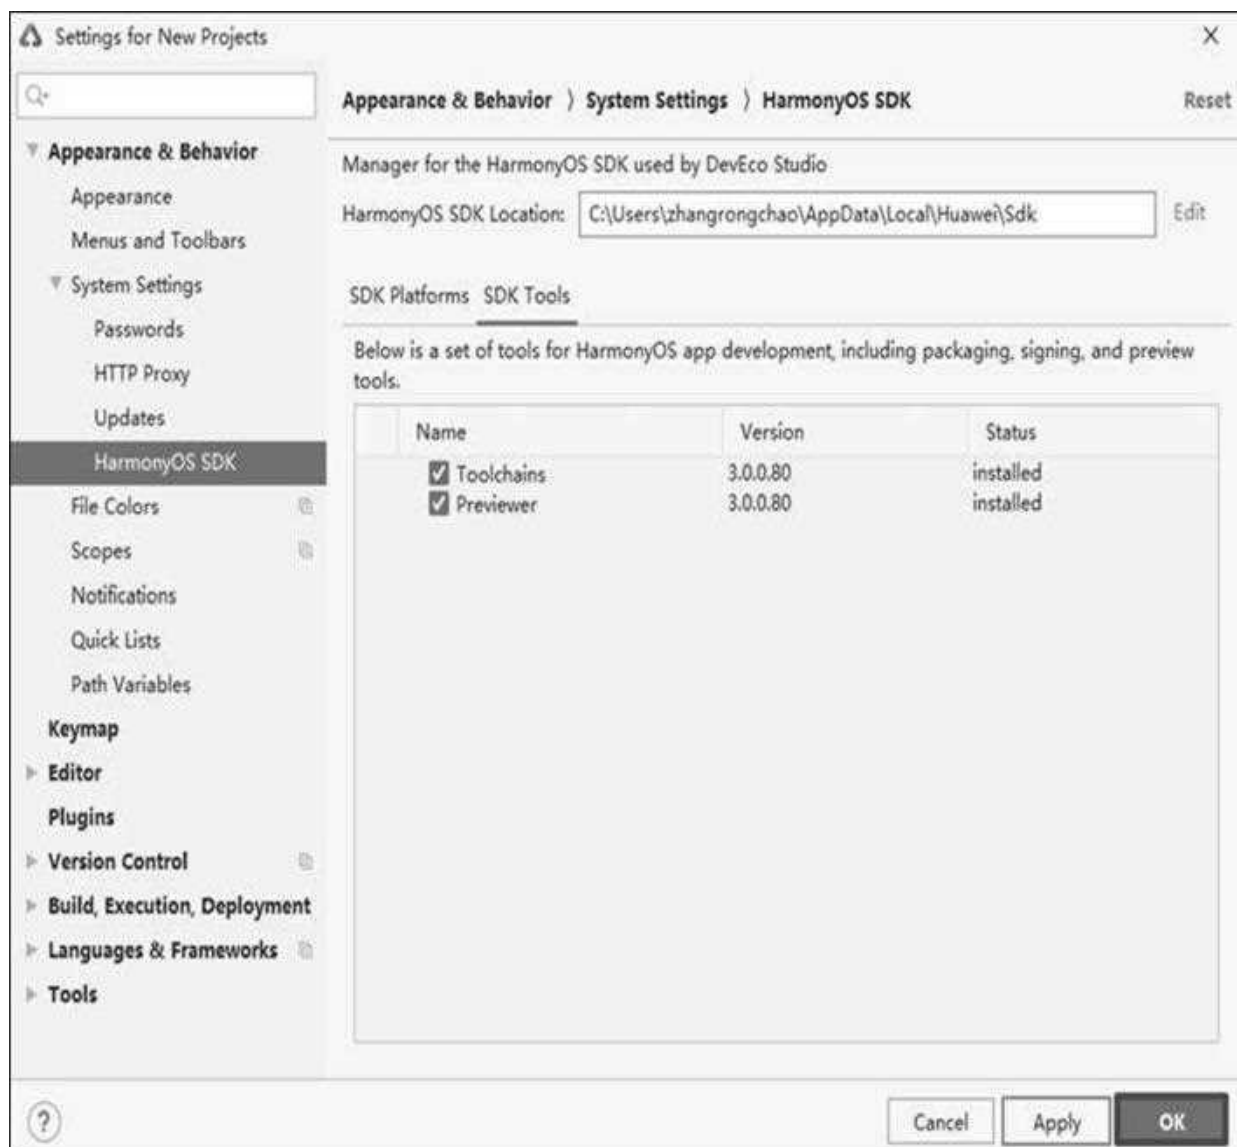 Settings for New Projects
Appearance & Behavior 〉 System Settings 〉 HarmonyOS SDK
Reset
Appearance & Behavior
Appearance
Menus and Toolbars
System Settings
Passwords
HTTP Proxy
Updates
HarmonyOS SDK
File Colors
Scopes
Notifications
Quick Lists
Path Variables
Keymap
Editor
Plugins
Version Control
Build, Execution, Deployment
Languages & Frameworks
Tools
Manager for the HarmonyOS SDK used by DevEco Studio
HarmonyOS SDK Location: C:\Users\zhangrongchao\AppData\Local\Huawei\Sdk Edit
SDK Platforms SDK Tools
Below is a set of tools for HarmonyOS app development, including packaging, signing, and preview
tools.
Name Version Status
Toolchains 3.0.0.80 installed
Previewer 3.0.0.80 installed
? Cancel Apply OK